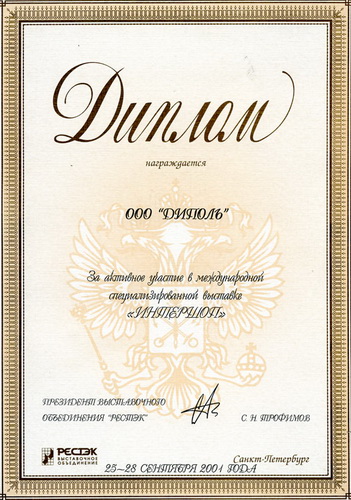 Диплом
награждается
ООО "ДИПОЛЬ"
За активное участие в международной
специализированной выставке
«ИНТЕРШОП»
ПРЕЗИДЕНТ ВЫСТАВОЧНОГО
ОБЪЕДИНЕНИЯ "РЕСТЭК"
С. Н. ТРОФИМОВ
РЕСТЭК
ВЫСТАВОЧНОЕ
ОБЪЕДИНЕНИЕ
Санкт-Петербург
25-28 СЕНТЯБРЯ 2001 ГОДА